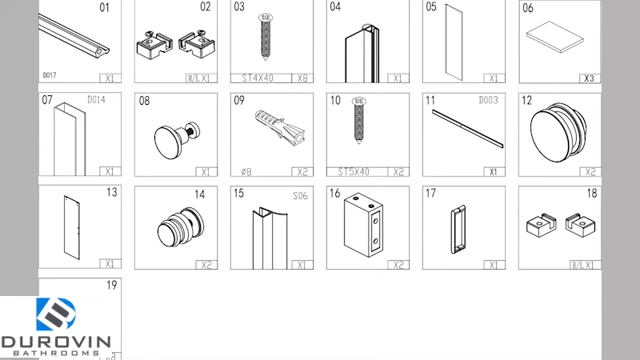 01
D017
X1
02
R/LX1
03
ST4X40
X8
04
X1
05
X1
06
X3
07
D014
X1
08
X1
09
Ø8
X2
10
ST5X40
X2
11
D003
X1
12
X2
13
X1
14
X2
15
S06
X1
16
X2
17
X1
18
R/LX1
19
DUROVIN
BATHROOMS